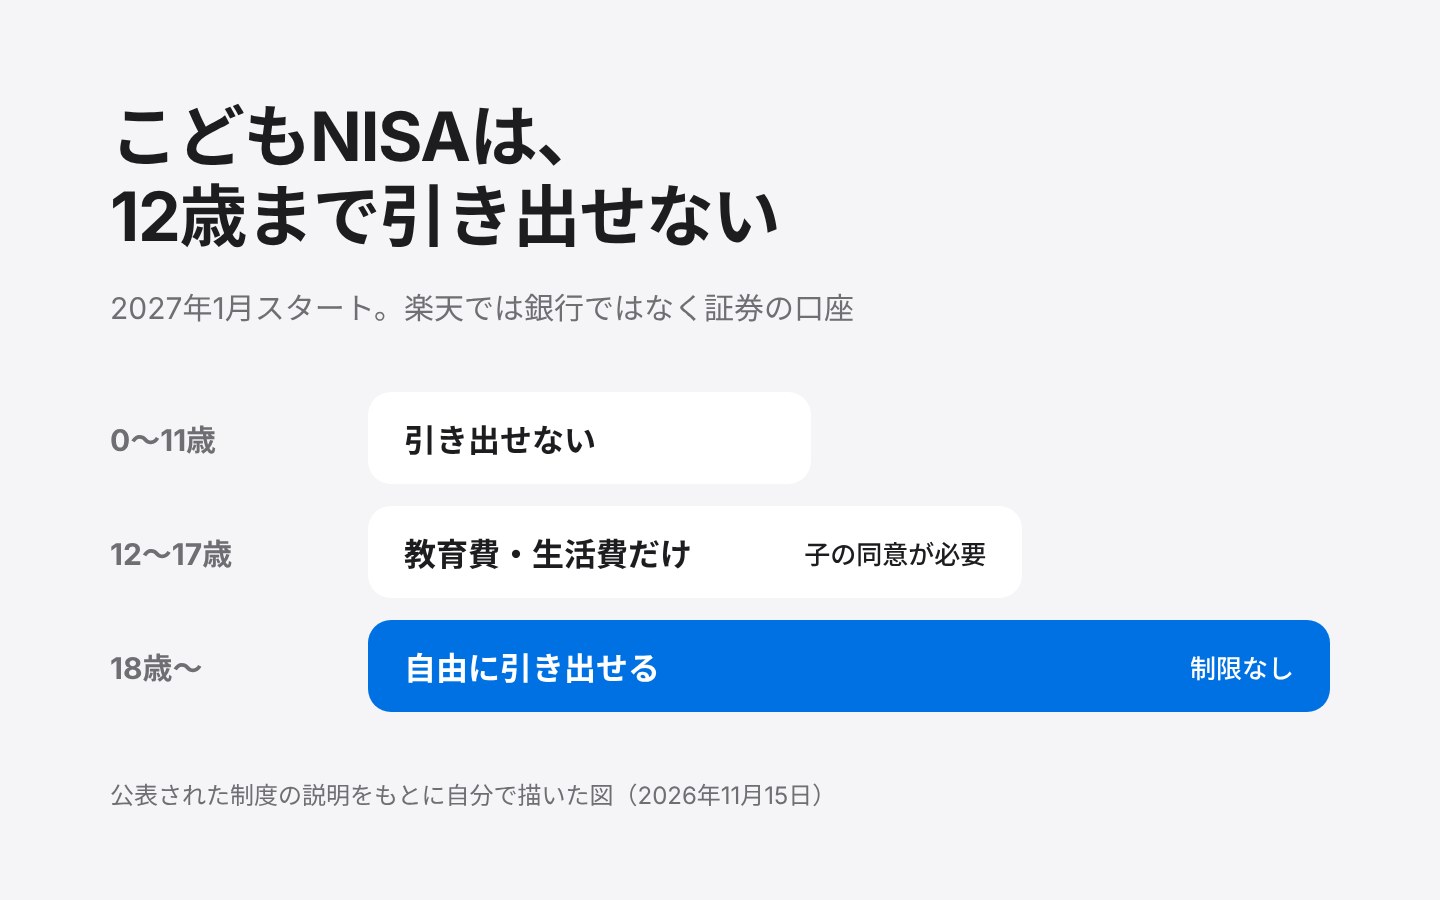 こどもNISAは、
12歳まで引き出せない
2027年1月スタート。楽天では銀行ではなく証券の口座
0〜11歳
引き出せない
12〜17歳
教育費・生活費だけ
子の同意が必要
18歳〜
自由に引き出せる
制限なし
公表された制度の説明をもとに自分で描いた図（2026年11月15日）